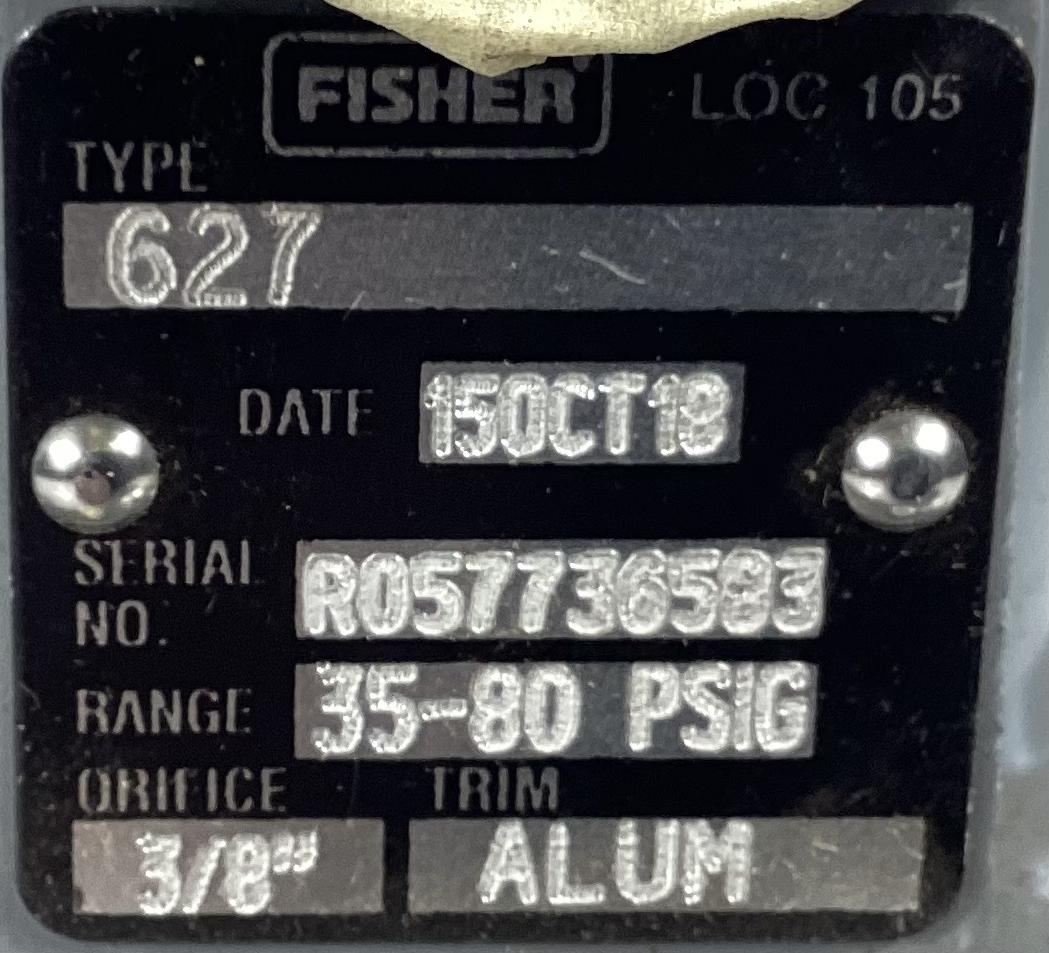 FISHER LOC 105
TYPE
627
DATE 15OCT18
SERIAL NO. R057736583
RANGE 35-80 PSIG
ORIFICE TRIM
3/8" ALUM